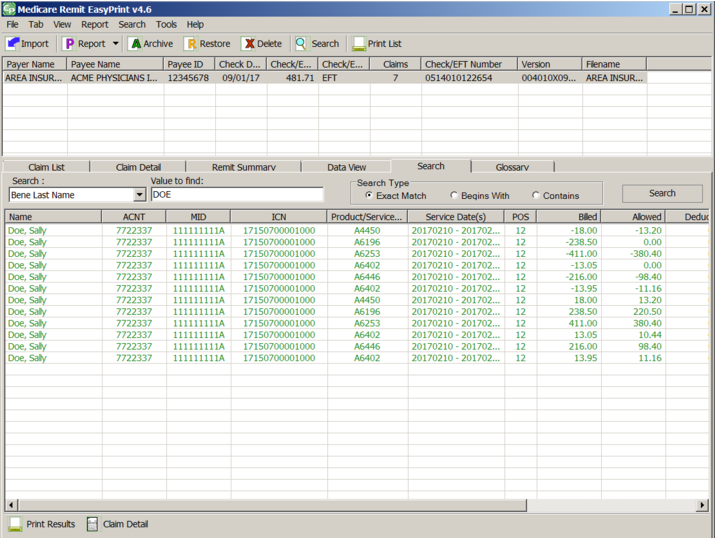 Medicare Remit EasyPrint v4.6
File Tab View Report Search Tools Help
Import Report Archive Restore Delete Search Print List
Payer Name Payee Name Payee ID Check D... Check/E... Check/E... Claims Check/EFT Number Version Filename
AREA INSUR... ACME PHYSICIANS I... 12345678 09/01/17 481.71 EFT 7 0514010122654 004010X09... AREA INSUR...
Claim List Claim Detail Remit Summary Data View Search Glossary
Search : Value to find: Search Type
Bene Last Name DOE Exact Match Begins With Contains Search
Name ACNT MID ICN Product/Service... Service Date(s) POS Billed Allowed Deduc
Doe, Sally 7722337 111111111A 17150700001000 A4450 20170210 - 201702... 12 -18.00 -13.20
Doe, Sally 7722337 111111111A 17150700001000 A6196 20170210 - 201702... 12 -238.50 0.00
Doe, Sally 7722337 111111111A 17150700001000 A6253 20170210 - 201702... 12 -411.00 -380.40
Doe, Sally 7722337 111111111A 17150700001000 A6402 20170210 - 201702... 12 -13.05 0.00
Doe, Sally 7722337 111111111A 17150700001000 A6446 20170210 - 201702... 12 -216.00 -98.40
Doe, Sally 7722337 111111111A 17150700001000 A6402 20170210 - 201702... 12 -13.95 -11.16
Doe, Sally 7722337 111111111A 17150700001000 A4450 20170210 - 201702... 12 18.00 13.20
Doe, Sally 7722337 111111111A 17150700001000 A6196 20170210 - 201702... 12 238.50 220.50
Doe, Sally 7722337 111111111A 17150700001000 A6253 20170210 - 201702... 12 411.00 380.40
Doe, Sally 7722337 111111111A 17150700001000 A6402 20170210 - 201702... 12 13.05 10.44
Doe, Sally 7722337 111111111A 17150700001000 A6446 20170210 - 201702... 12 216.00 98.40
Doe, Sally 7722337 111111111A 17150700001000 A6402 20170210 - 201702... 12 13.95 11.16
Print Results Claim Detail